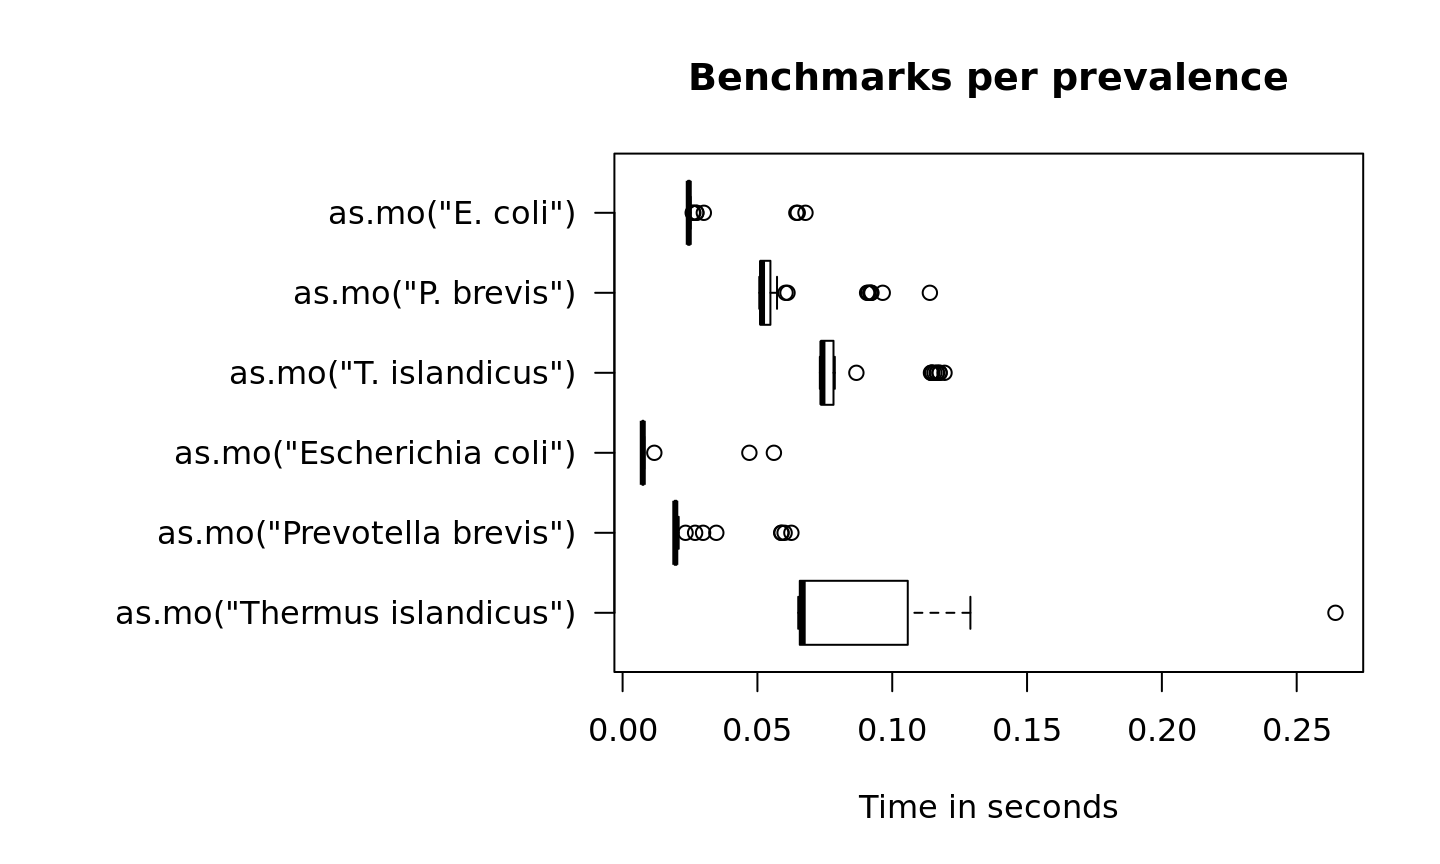 Benchmarks per prevalence
as.mo("E. coli")
as.mo("P. brevis")
as.mo("T. islandicus")
as.mo("Escherichia coli")
as.mo("Prevotella brevis")
as.mo("Thermus islandicus")
0.00 0.05 0.10 0.15 0.20 0.25
Time in seconds